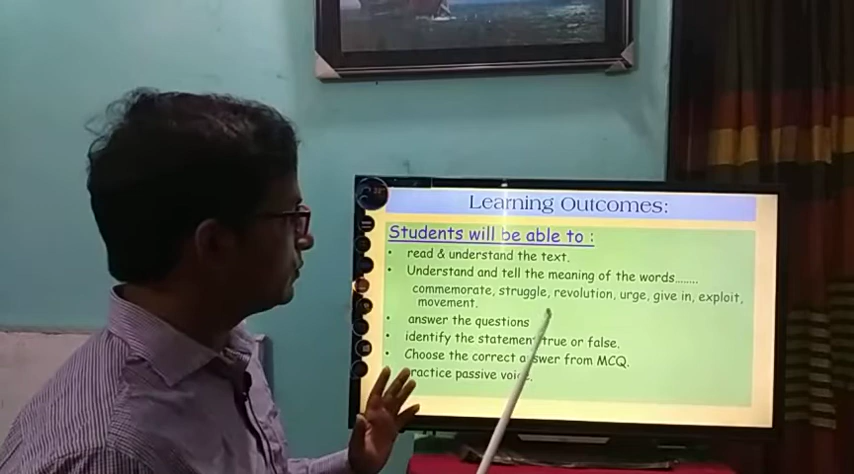 Learning Outcomes:
Students will be able to :
• read & understand the text.
• Understand and tell the meaning of the words........
commemorate, struggle, revolution, urge, give in, exploit,
movement.
• answer the questions
• identify the statement true or false.
• Choose the correct answer from MCQ.
practice passive voice.